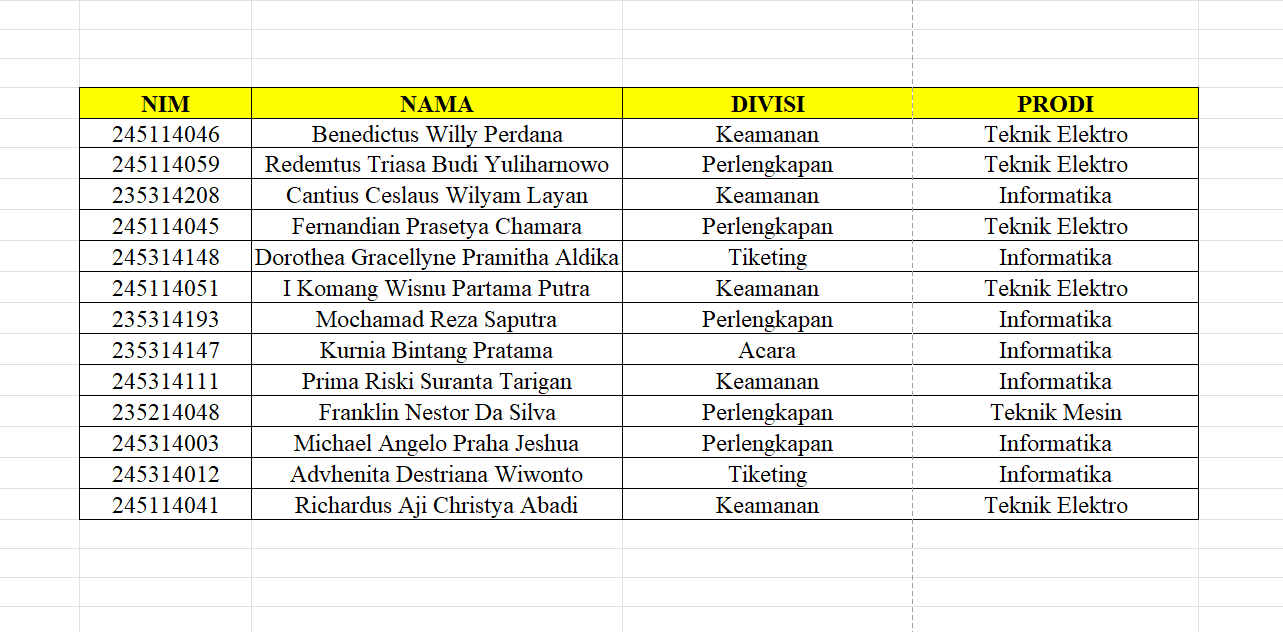 NIM NAMA DIVISI PRODI
245114046 Benedictus Willy Perdana Keamanan Teknik Elektro
245114059 Redemtus Triasa Budi Yuliharnowo Perlengkapan Teknik Elektro
235314208 Cantius Ceslaus Wilyam Layan Keamanan Informatika
245114045 Fernandian Prasetya Chamara Perlengkapan Teknik Elektro
245314148 Dorothea Gracellyne Pramitha Aldika Tiketing Informatika
245114051 I Komang Wisnu Partama Putra Keamanan Teknik Elektro
235314193 Mochamad Reza Saputra Perlengkapan Informatika
235314147 Kurnia Bintang Pratama Acara Informatika
245314111 Prima Riski Suranta Tarigan Keamanan Informatika
235214048 Franklin Nestor Da Silva Perlengkapan Teknik Mesin
245314003 Michael Angelo Praha Jeshua Perlengkapan Informatika
245314012 Advhenita Destriana Wiwonto Tiketing Informatika
245114041 Richardus Aji Christya Abadi Keamanan Teknik Elektro